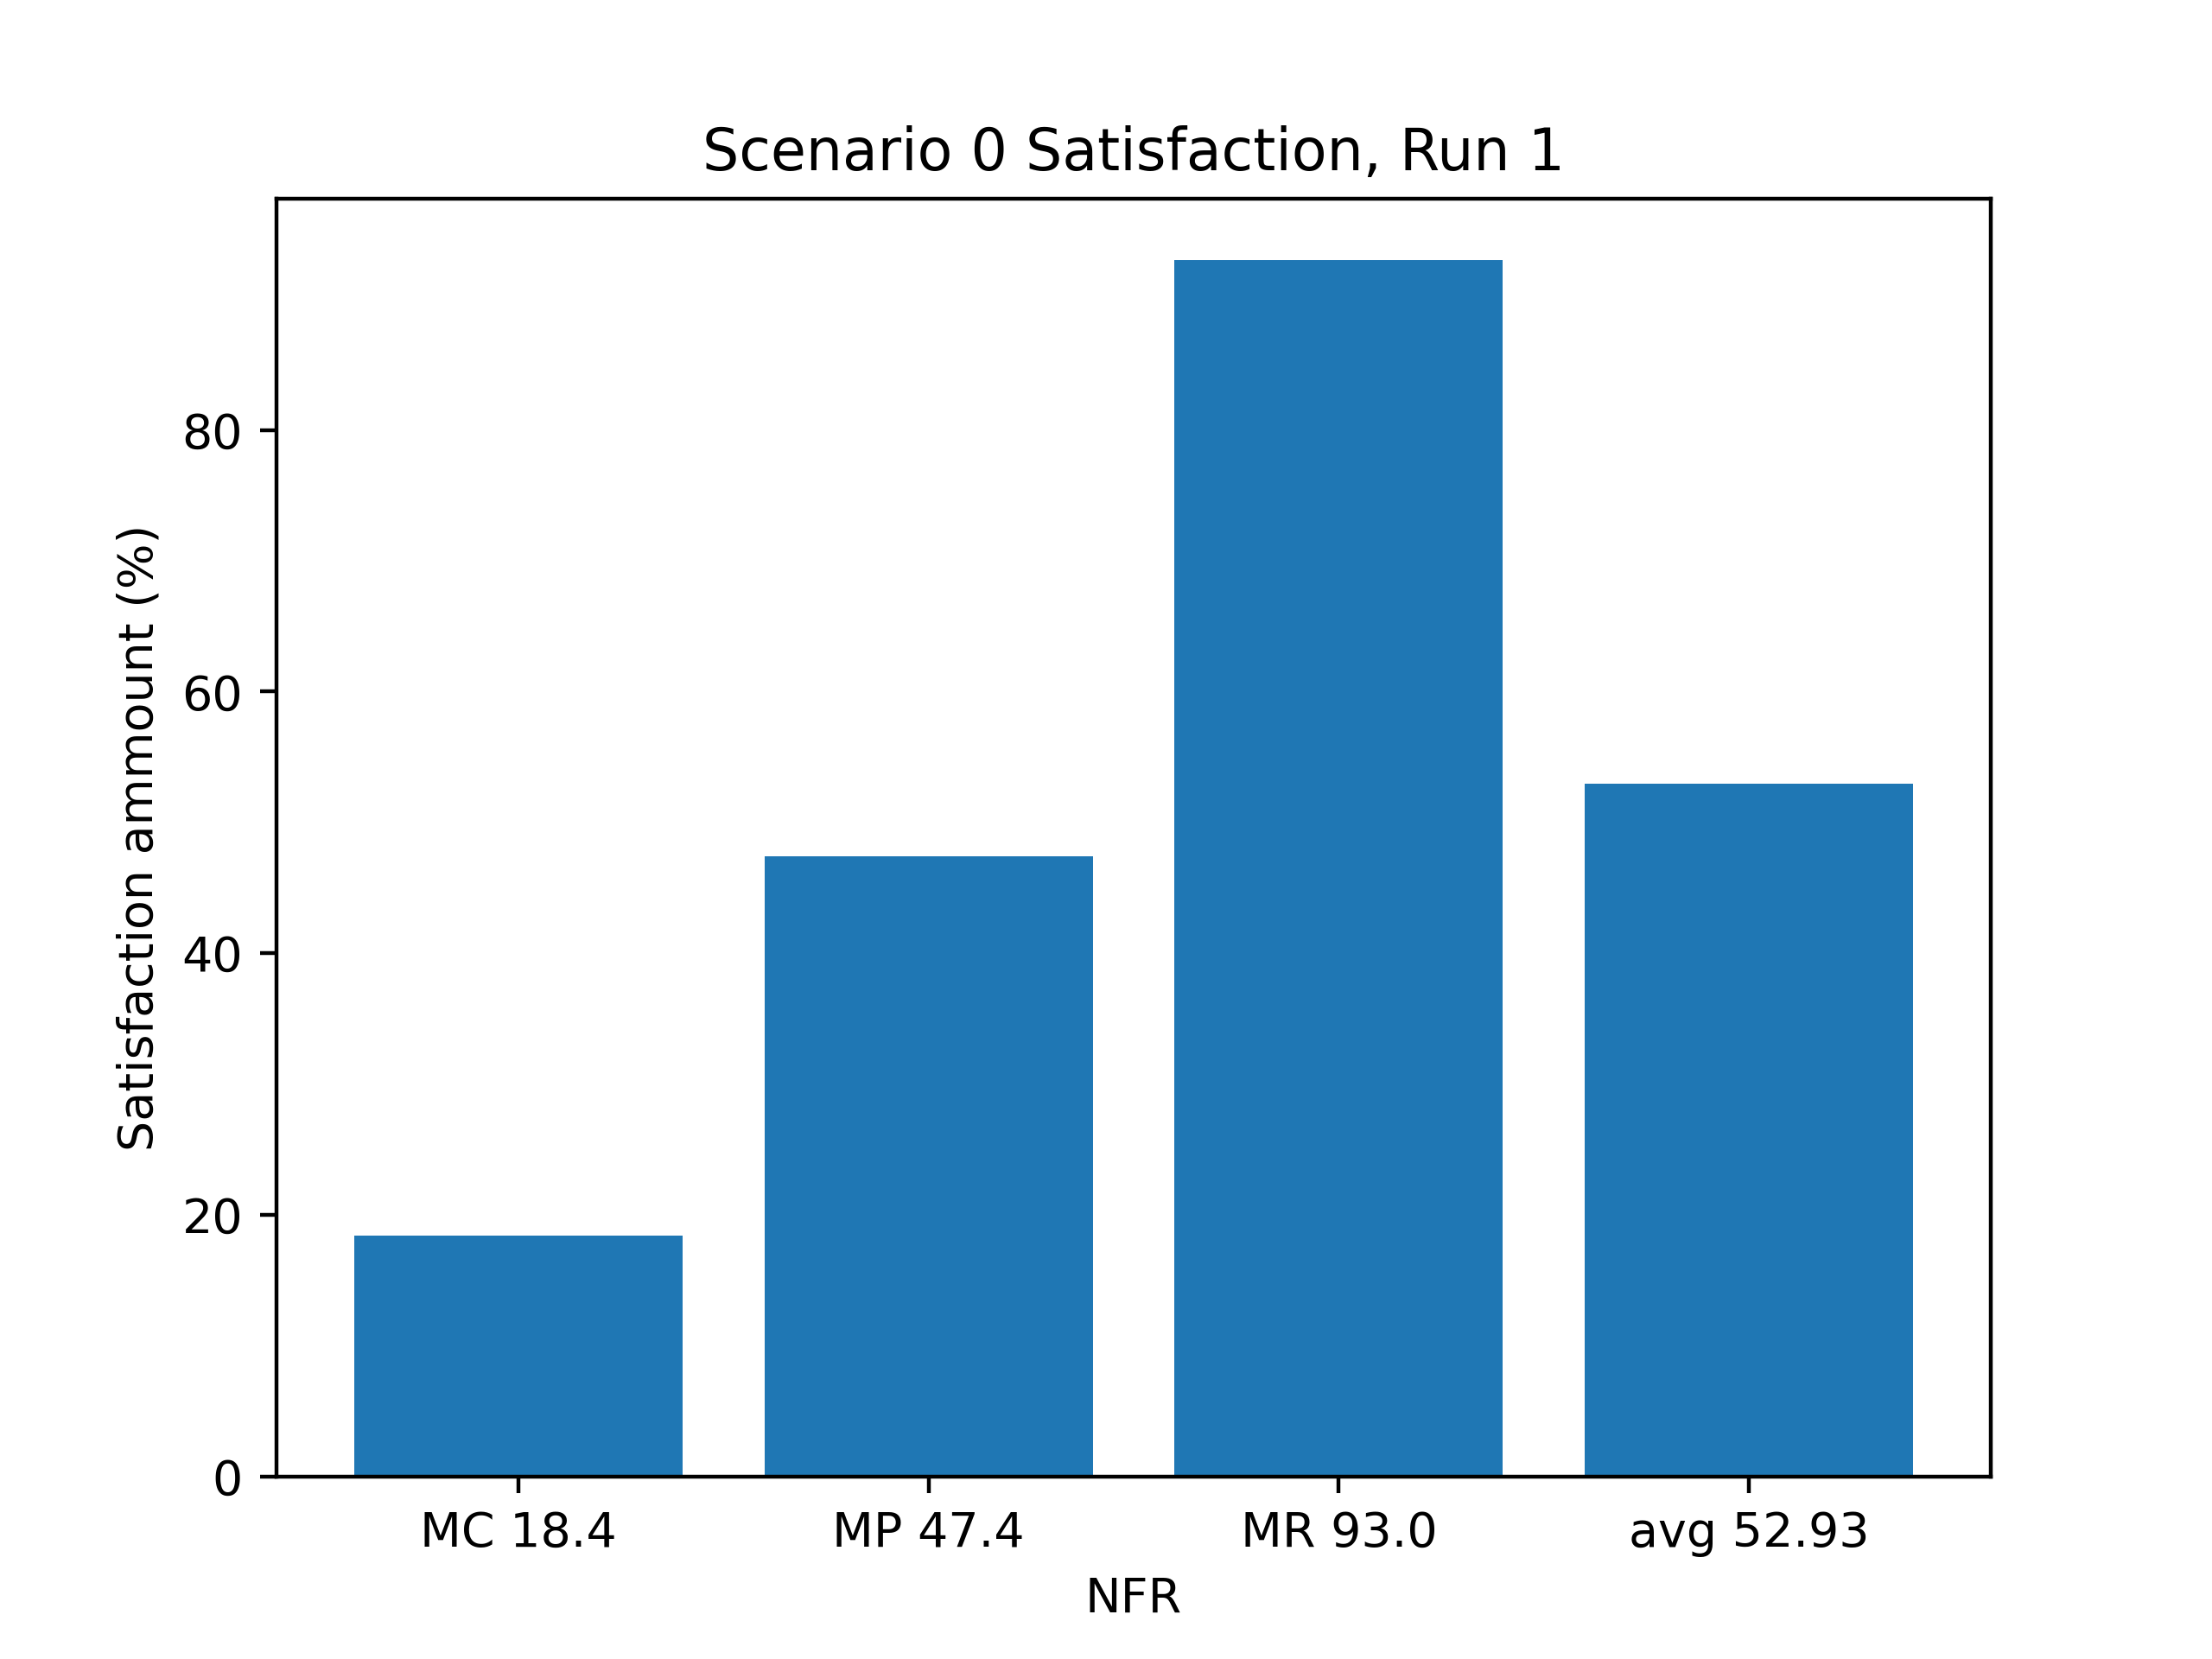 Scenario 0 Satisfaction, Run 1
Satisfaction ammount (%)
80
60
40
20
0
MC 18.4
MP 47.4
MR 93.0
avg 52.93
NFR